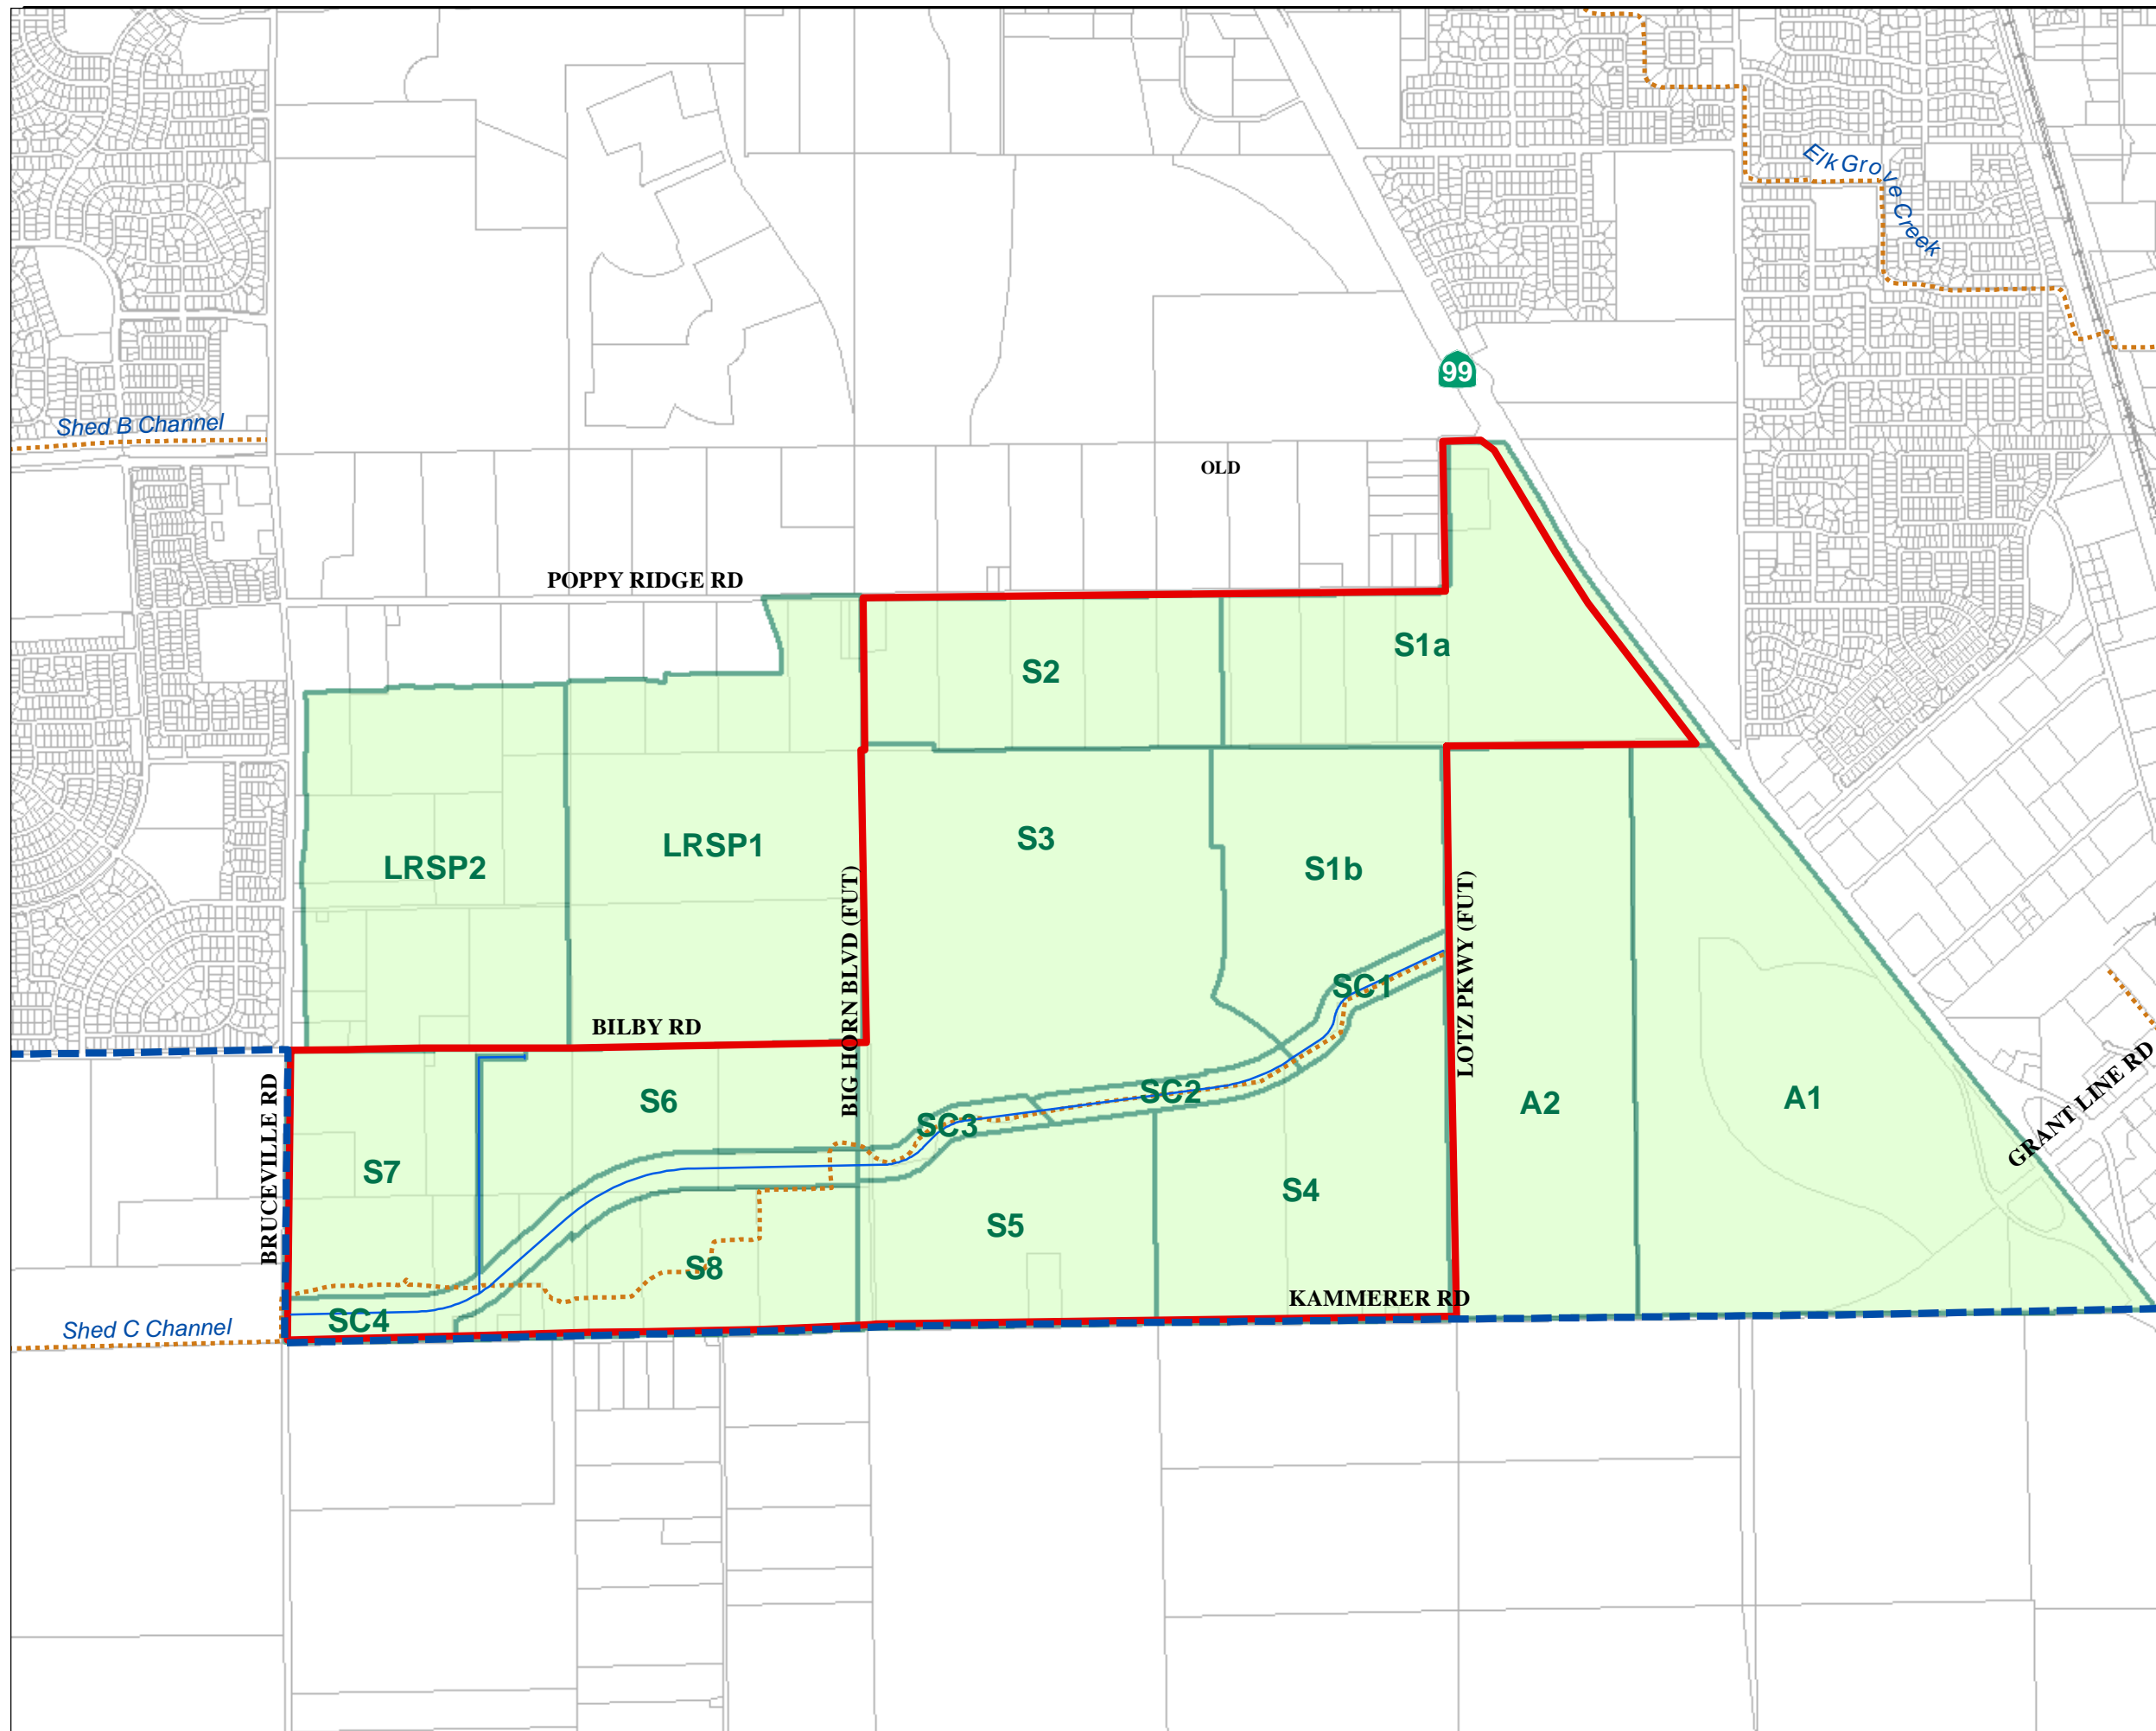 Elk Grove Creek
99
Shed B Channel
OLD
POPPY RIDGE RD
S1a
S2
S3
LRSP1
LRSP2
S1b
BIG HORN BLVD (FUT)
LOTZ PKWY (FUT)
SC1
BILBY RD
GRANT LINE RD
SC2
A1
S6
A2
SC3
BRUCEVILLE RD
S7
S4
S5
S8
KAMMERER RD
SC4
Shed C Channel